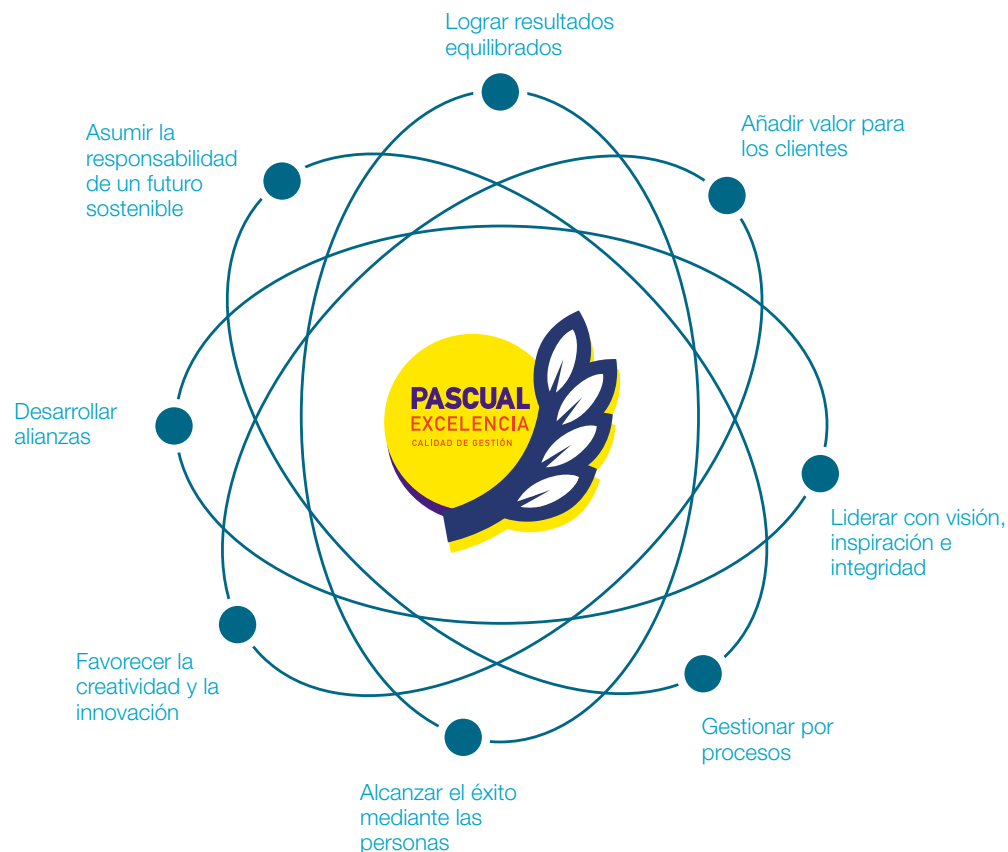 Lograr resultados
equilibrados
Añadir valor para
los clientes
Asumir la
responsabilidad
de un futuro
sostenible
PASCUAL
EXCELENCIA
CALIDAD DE GESTIÓN
Desarrollar
alianzas
Liderar con visión,
inspiración e
integridad
Favorecer la
creatividad y la
innovación
Gestionar por
procesos
Alcanzar el éxito
mediante las
personas